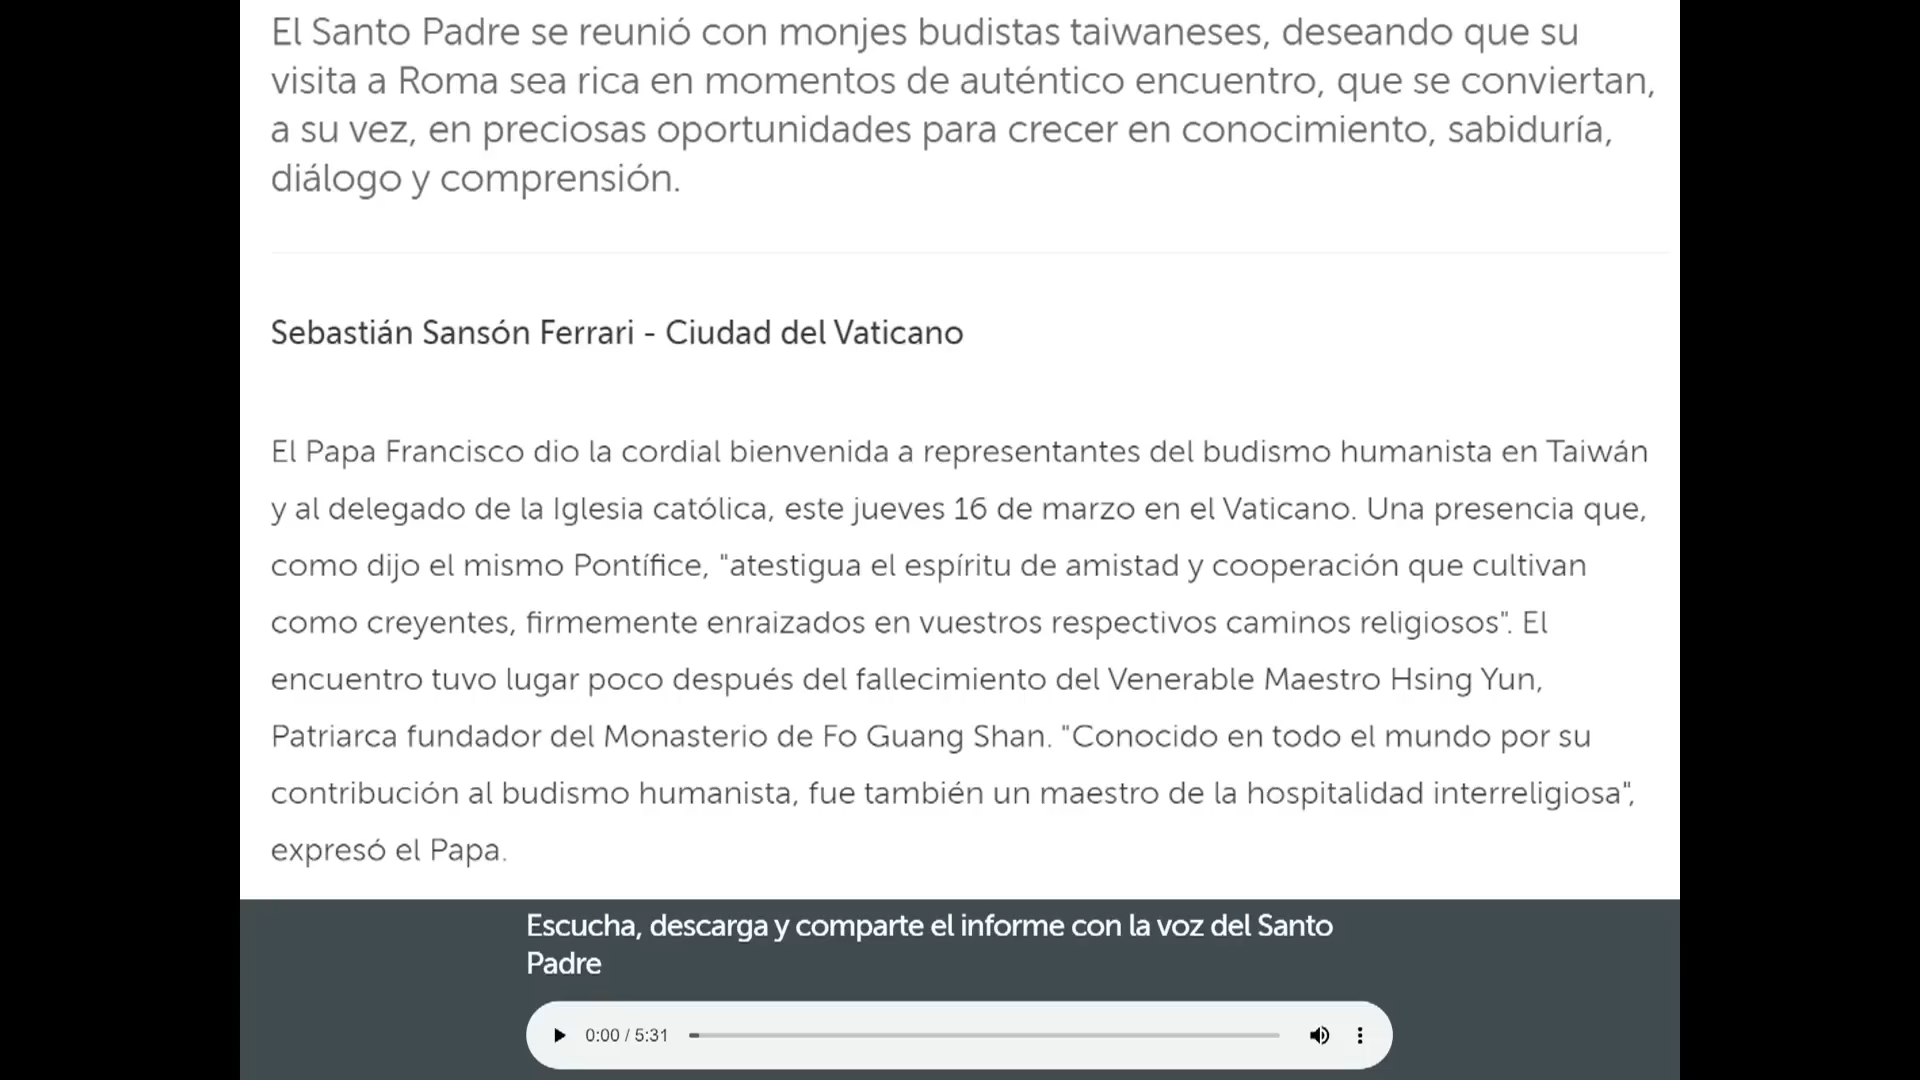 El Santo Padre se reunió con monjes budistas taiwaneses, deseando que su
visita a Roma sea rica en momentos de auténtico encuentro, que se conviertan,
a su vez, en preciosas oportunidades para crecer en conocimiento, sabiduría,
diálogo y comprensión.
Sebastián Sansón Ferrari - Ciudad del Vaticano
El Papa Francisco dio la cordial bienvenida a representantes del budismo humanista en Taiwán
y al delegado de la Iglesia católica, este jueves 16 de marzo en el Vaticano. Una presencia que,
como dijo el mismo Pontífice, "atestigua el espíritu de amistad y cooperación que cultivan
como creyentes, firmemente enraizados en vuestros respectivos caminos religiosos". El
encuentro tuvo lugar poco después del fallecimiento del Venerable Maestro Hsing Yun,
Patriarca fundador del Monasterio de Fo Guang Shan. "Conocido en todo el mundo por su
contribución al budismo humanista, fue también un maestro de la hospitalidad interreligiosa",
expresó el Papa.
Escucha, descarga y comparte el informe con la voz del Santo
Padre
0:00 / 5:31